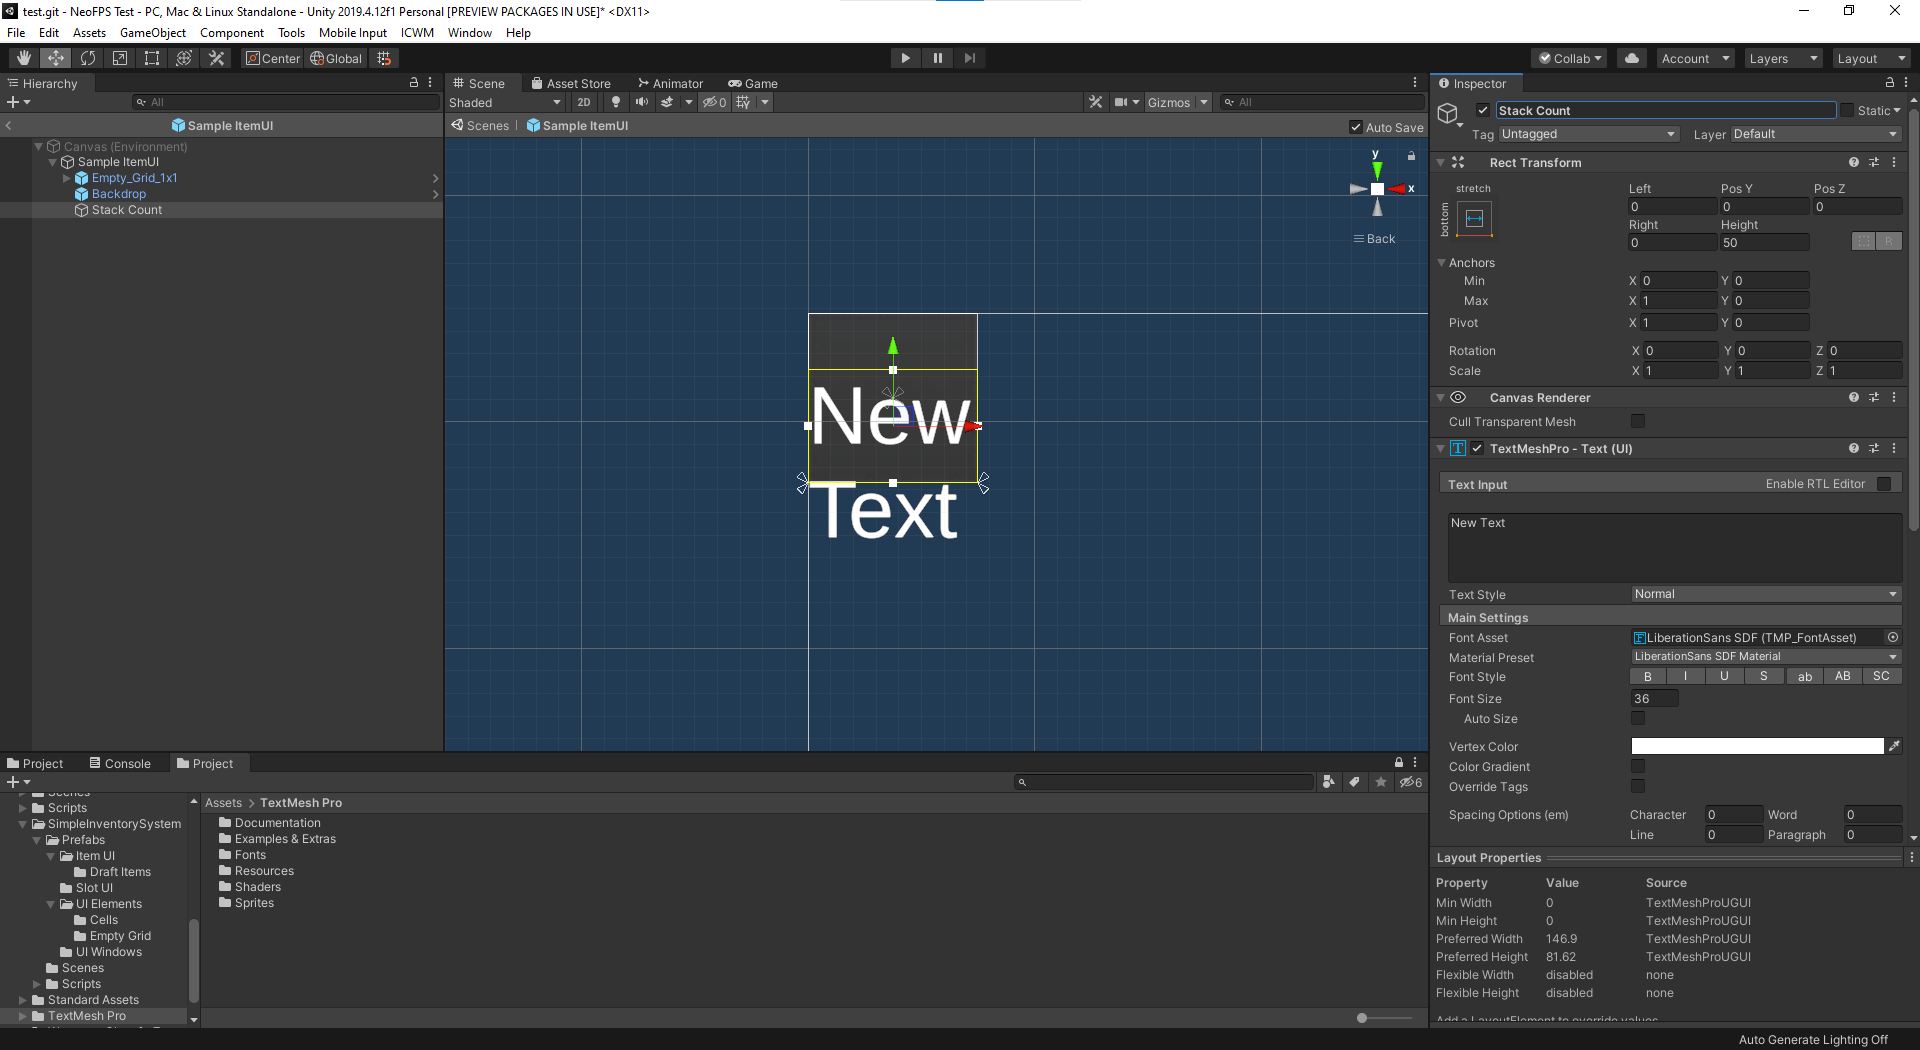 test.git - NeoFPS Test - PC, Mac & Linux Standalone - Unity 2019.4.12f1 Personal [PREVIEW PACKAGES IN USE]* <DX11>
File Edit Assets GameObject Component Tools Mobile Input ICWM Window Help
Center Global Collab Account Layers Layout
Hierarchy
All
Sample ItemUI
Canvas (Environment)
Sample ItemUI
Empty_Grid_1x1
Backdrop
Stack Count
Scene Asset Store Animator Game
Shaded 2D 0 Gizmos All
Scenes Sample ItemUI Auto Save
y
x
Back
New
Text
Inspector
Stack Count Static
Tag Untagged Layer Default
Rect Transform
stretch
bottom
Left Pos Y Pos Z
0 0 0
Right Height
0 50 R
Anchors
Min X 0 Y 0
Max X 1 Y 0
Pivot X 1 Y 0
Rotation X 0 Y 0 Z 0
Scale X 1 Y 1 Z 1
Canvas Renderer
Cull Transparent Mesh
TextMeshPro - Text (UI)
Text Input Enable RTL Editor
New Text
Text Style Normal
Main Settings
Font Asset LiberationSans SDF (TMP_FontAsset)
Material Preset LiberationSans SDF Material
Font Style B I U S ab AB SC
Font Size 36
Auto Size
Vertex Color
Color Gradient
Override Tags
Spacing Options (em) Character 0 Word 0
Line 0 Paragraph 0
Layout Properties
Property Value Source
Min Width 0 TextMeshProUGUI
Min Height 0 TextMeshProUGUI
Preferred Width 146.9 TextMeshProUGUI
Preferred Height 81.62 TextMeshProUGUI
Flexible Width disabled none
Flexible Height disabled none
Add a LayoutElement to override values
Project Console Project
6
Scenes
Scripts
SimpleInventorySystem
Prefabs
Item UI
Draft Items
Slot UI
UI Elements
Cells
Empty Grid
UI Windows
Scenes
Scripts
Standard Assets
TextMesh Pro
Assets > TextMesh Pro
Documentation
Examples & Extras
Fonts
Resources
Shaders
Sprites
Auto Generate Lighting Off